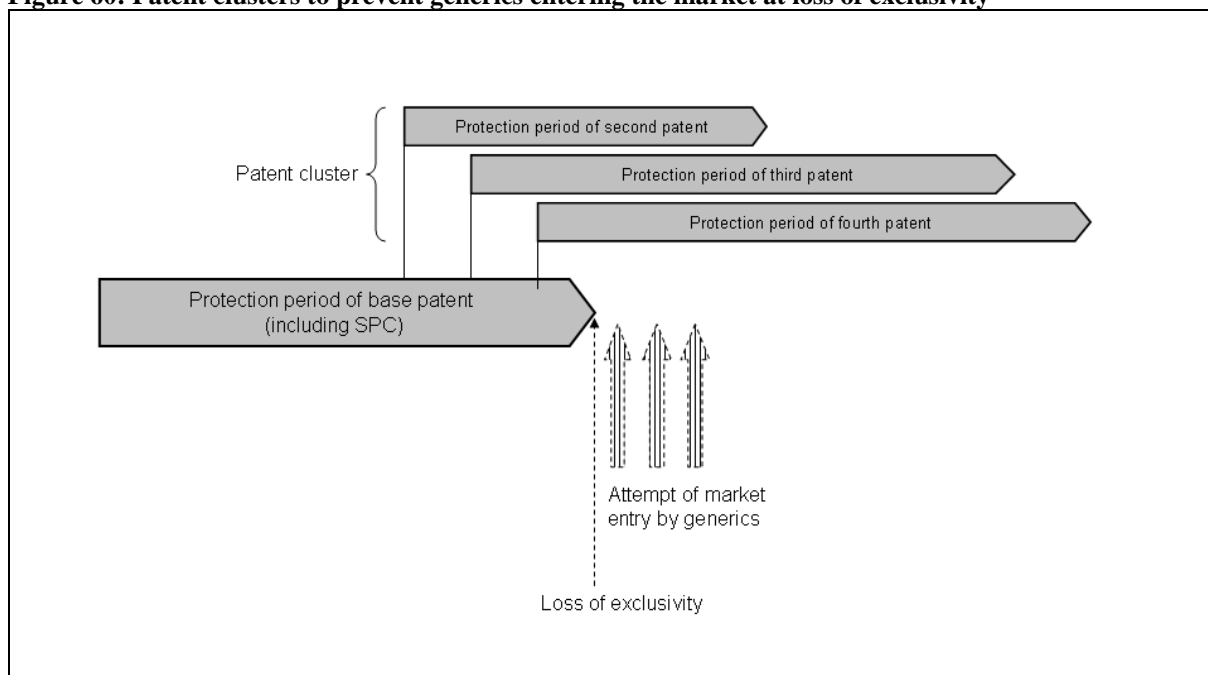 Figure 60: Patent clusters to prevent generics entering the market at loss of exclusivity
Protection period of second patent
Patent cluster
Protection period of third patent
Protection period of fourth patent
Protection period of base patent
(including SPC)
Attempt of market
entry by generics
Loss of exclusivity